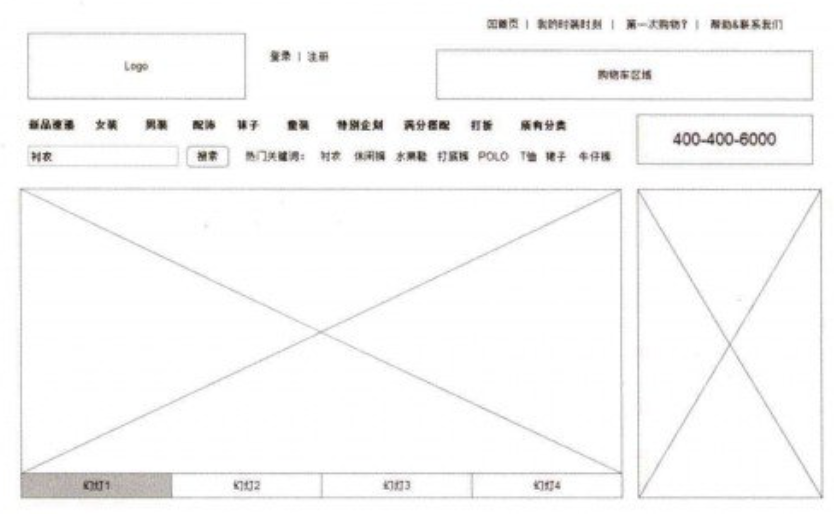 回首页 | 我的时装时刻 | 第一次购物? | 帮助&联系我们
Logo
登录 | 注册
购物车区域
新品速递 女装 男装 配饰 袜子 童装 特别企划 满分搭配 打折 所有分类
400-400-6000
衬衣 搜索 热门关键词: 衬衣 休闲裤 水果鞋 打底裤 POLO T恤 裙子 牛仔裤
幻灯1 幻灯2 幻灯3 幻灯4